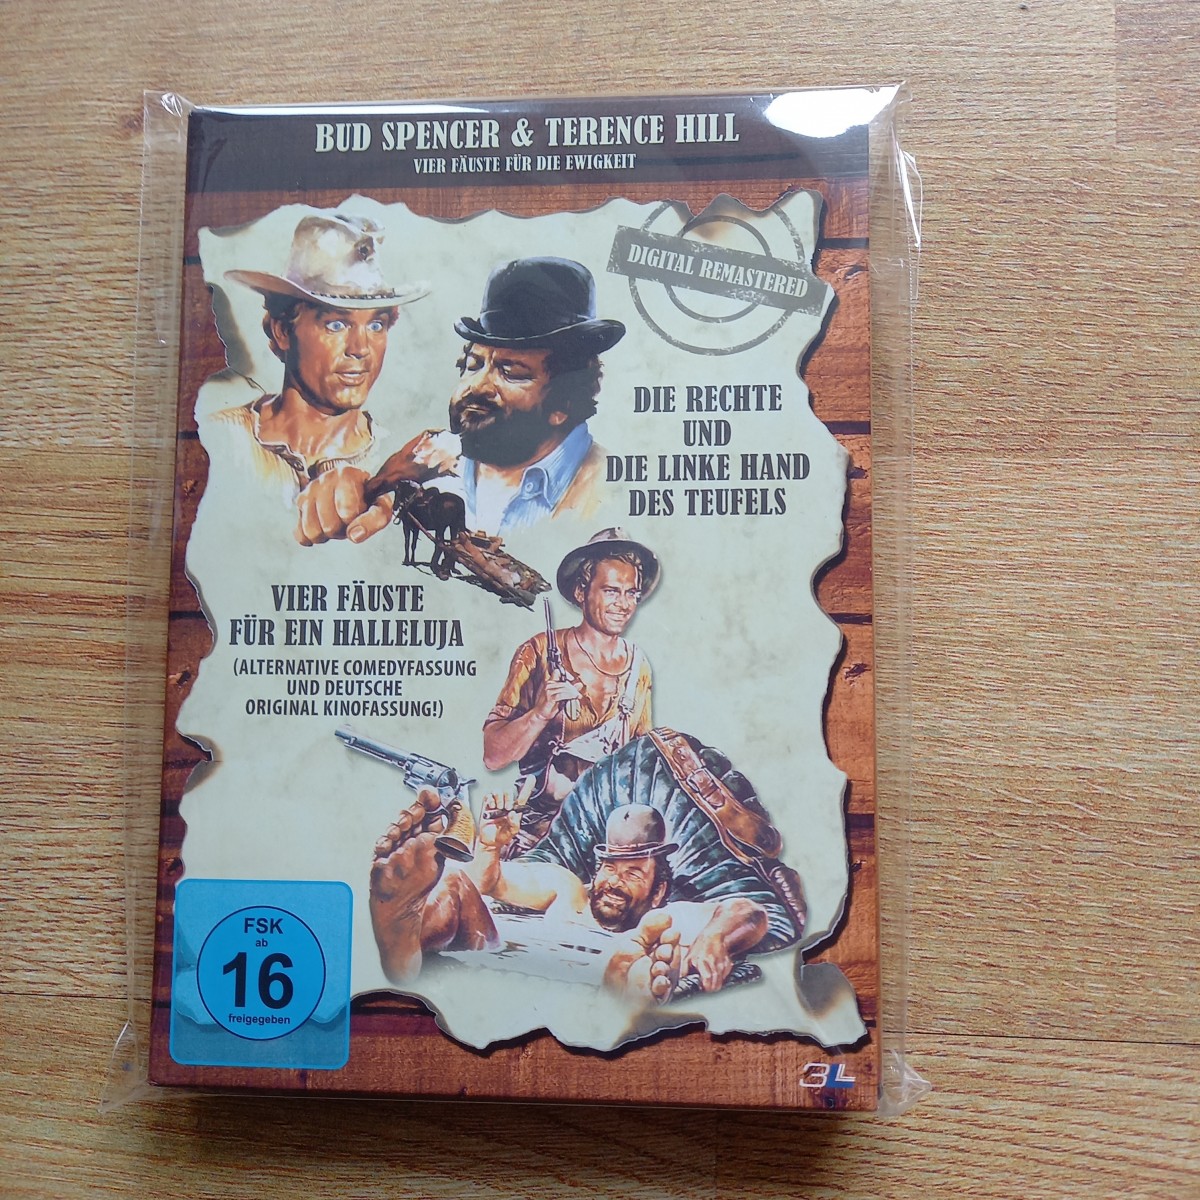 BUD SPENCER & TERENCE HILL
VIER FÄUSTE FÜR DIE EWIGKEIT
DIGITAL REMASTERED
DIE RECHTE
UND
DIE LINKE HAND
DES TEUFELS
VIER FÄUSTE
FÜR EIN HALLELUJA
(ALTERNATIVE COMEDYFASSUNG
UND DEUTSCHE
ORIGINAL KINOFASSUNG!)
FSK
ab
16
freigegeben
3L